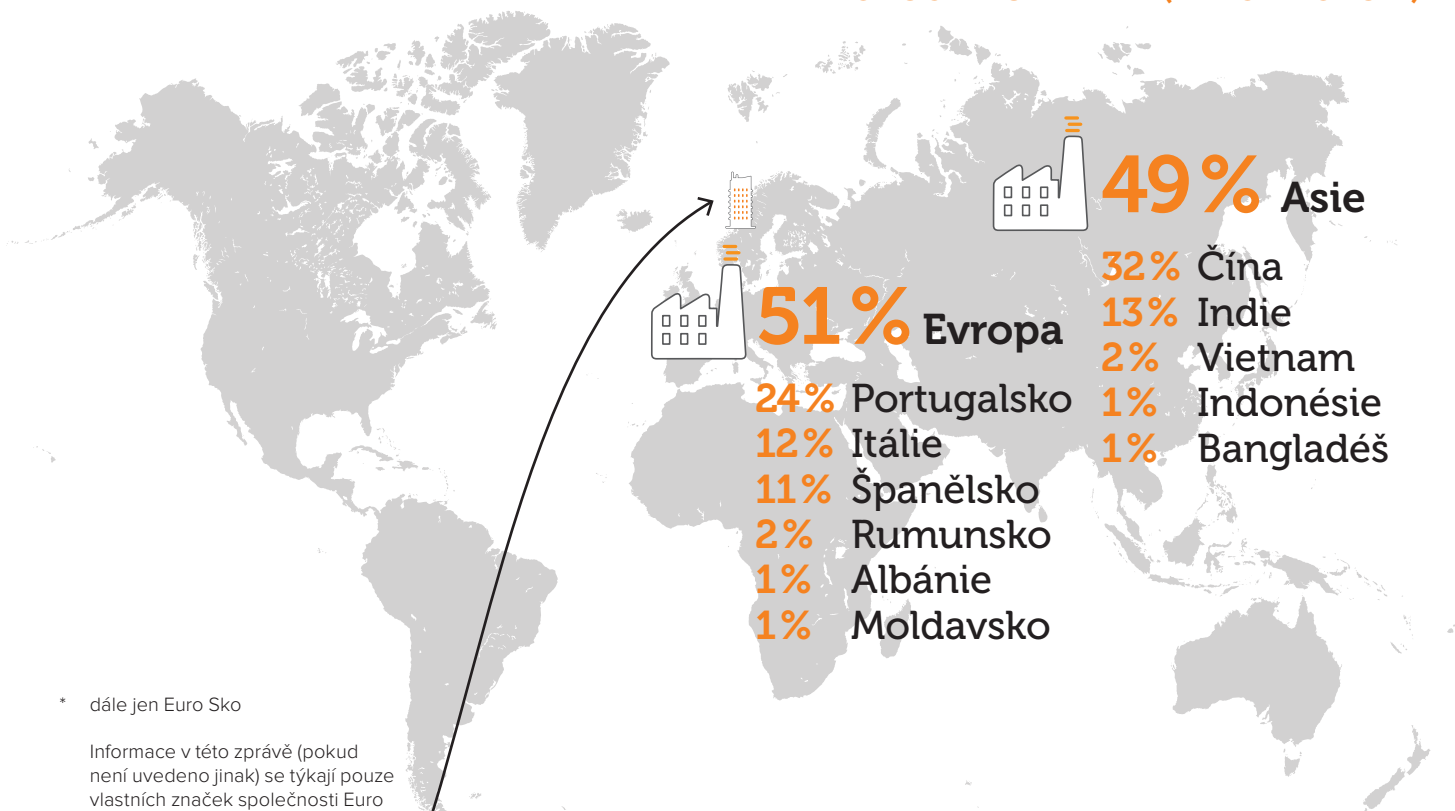 49% Asie
32% Čína
13% Indie
2% Vietnam
1% Indonésie
1% Bangladéš
51% Evropa
24% Portugalsko
12% Itálie
11% Španělsko
2% Rumunsko
1% Albánie
1% Moldavsko
* dále jen Euro Sko
Informace v této zprávě (pokud
není uvedeno jinak) se týkají pouze
vlastních značek společnosti Euro